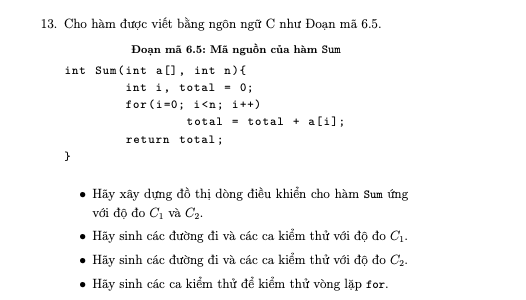 13. Cho hàm được viết bằng ngôn ngữ C như Đoạn mã 6.5.
Đoạn mã 6.5: Mã nguồn của hàm Sum
int Sum(int a[], int n){
int i, total = 0;
for(i=0; i<n; i++)
total = total + a[i];
return total;
}
• Hãy xây dựng đồ thị dòng điều khiển cho hàm Sum ứng
với độ đo C₁ và C₂.
• Hãy sinh các đường đi và các ca kiểm thử với độ đo C₁.
• Hãy sinh các đường đi và các ca kiểm thử với độ đo C₂.
• Hãy sinh các ca kiểm thử để kiểm thử vòng lặp for.